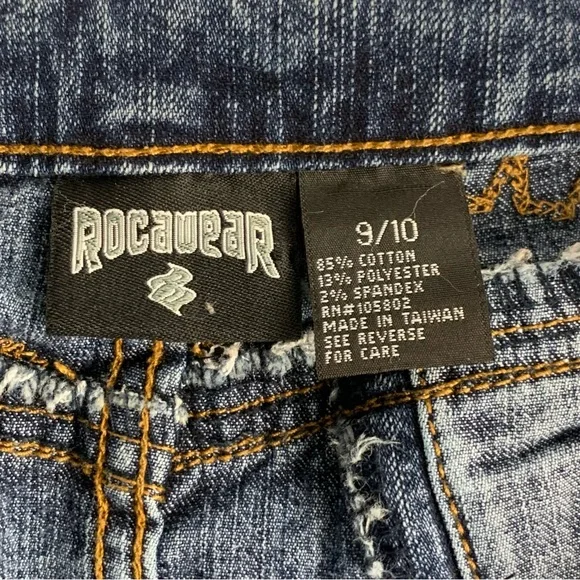 ROCAWEAR
9/10
85% COTTON
13% POLYESTER
2% SPANDEX
RN#105802
MADE IN TAIWAN
SEE REVERSE
FOR CARE